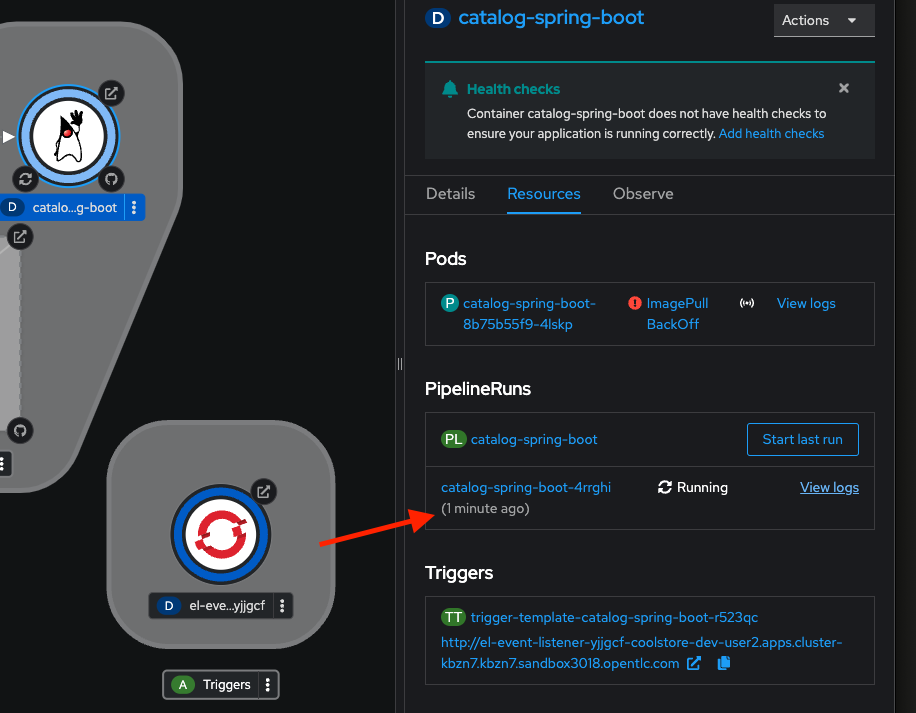 D catalog-spring-boot
Actions
Health checks
Container catalog-spring-boot does not have health checks to
ensure your application is running correctly. Add health checks
Details Resources Observe
Pods
P catalog-spring-boot-
8b75b55f9-4lskp
ImagePull
BackOff
View logs
PipelineRuns
PL catalog-spring-boot
Start last run
catalog-spring-boot-4rrghi
(1 minute ago)
Running
View logs
Triggers
TT trigger-template-catalog-spring-boot-r523qc
http://el-event-listener-yjjgcf-coolstore-dev-user2.apps.cluster-
kbzn7.kbzn7.sandbox3018.opentlc.com
D catalo...g-boot
D el-eve...yjjgcf
A Triggers